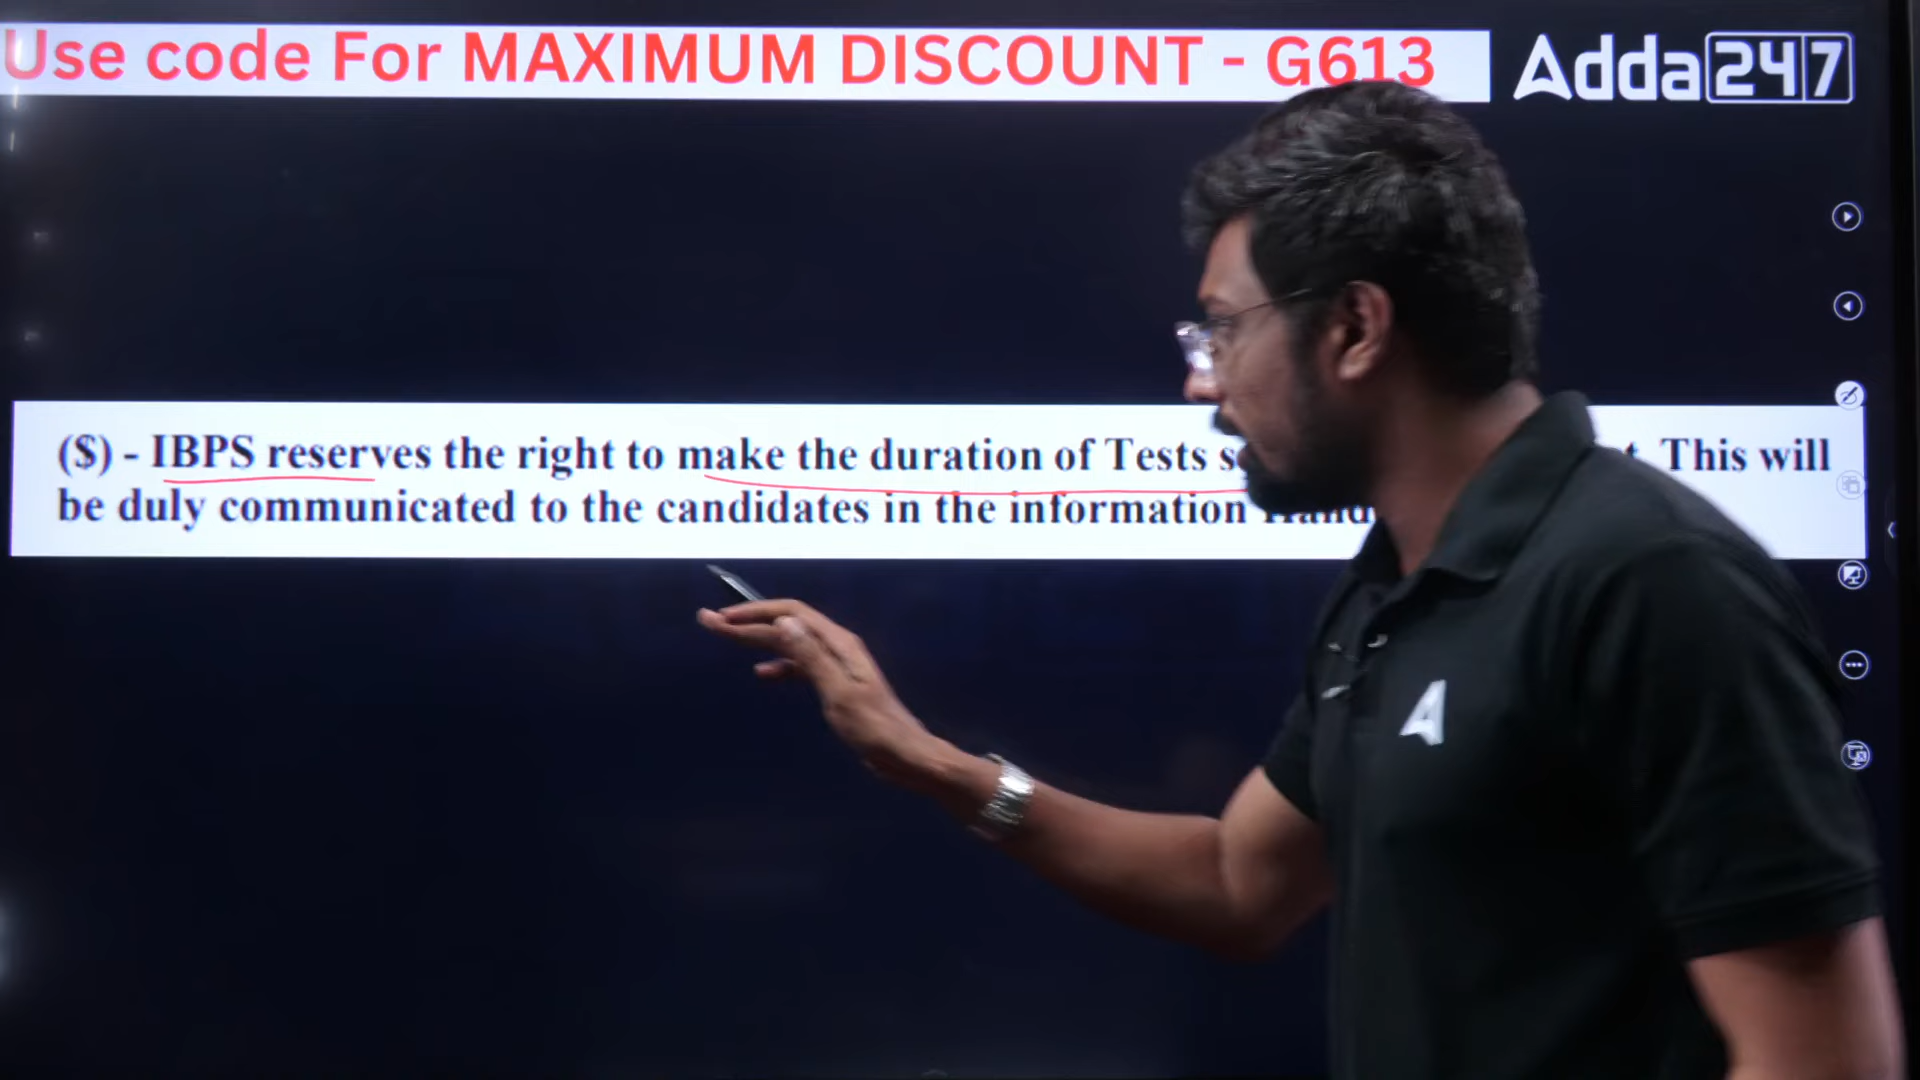 Use code For MAXIMUM DISCOUNT - G613
Adda247
($) - IBPS reserves the right to make the duration of Tests This will
be duly communicated to the candidates in the information